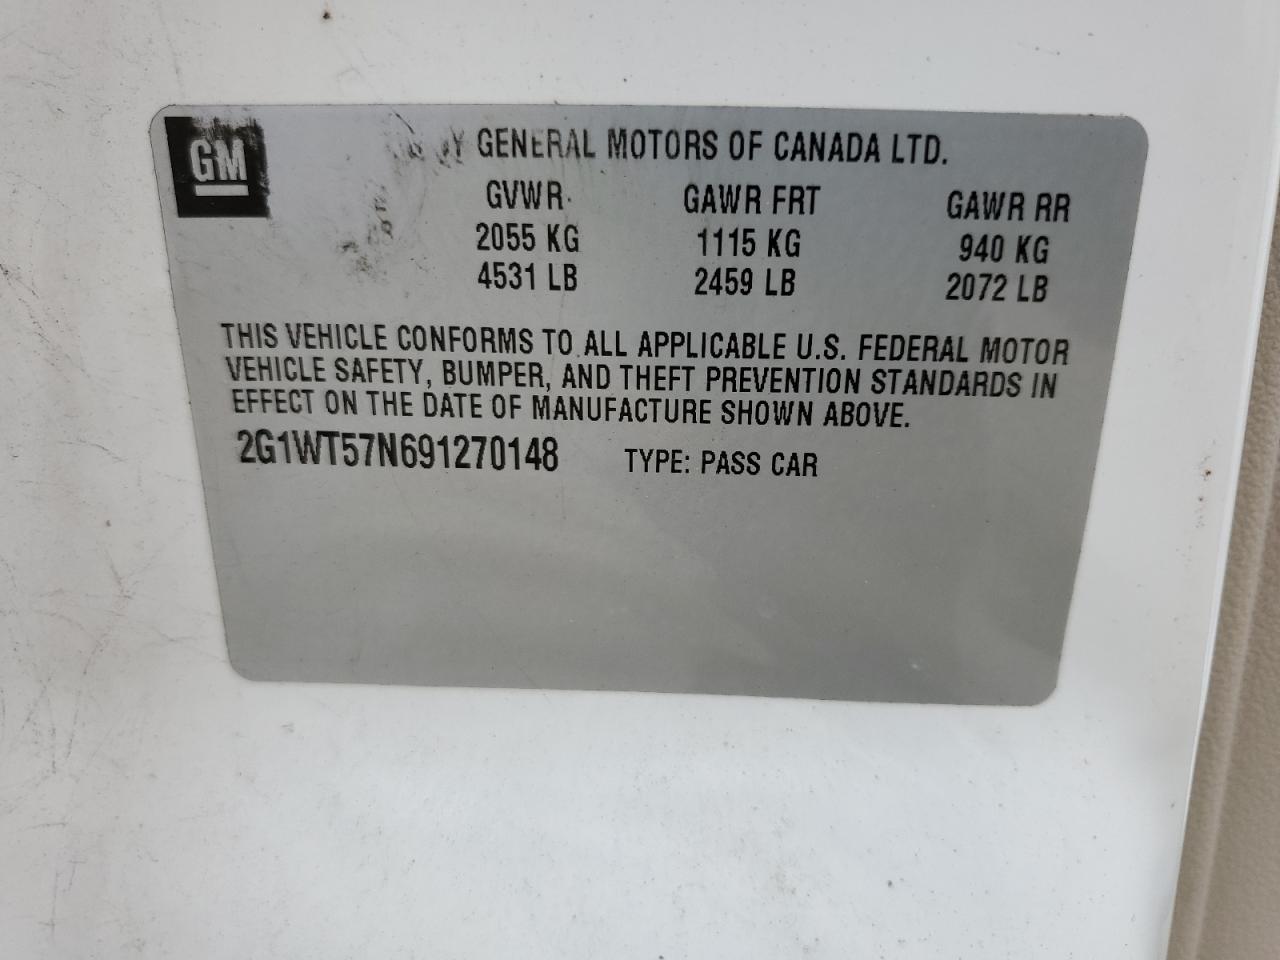 GM
GENERAL MOTORS OF CANADA LTD.
GVWR GAWR FRT GAWR RR
2055 KG 1115 KG 940 KG
4531 LB 2459 LB 2072 LB
THIS VEHICLE CONFORMS TO ALL APPLICABLE U.S. FEDERAL MOTOR
VEHICLE SAFETY, BUMPER, AND THEFT PREVENTION STANDARDS IN
EFFECT ON THE DATE OF MANUFACTURE SHOWN ABOVE.
2G1WT57N691270148 TYPE: PASS CAR